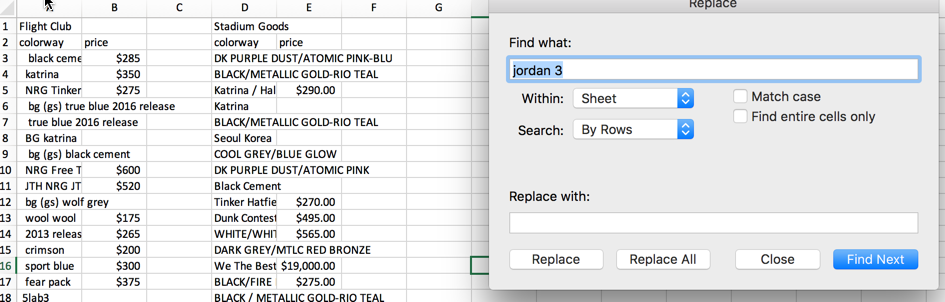 A B C D E F G
1 Flight Club Stadium Goods
2 colorway price colorway price
3 black ceme $285 DK PURPLE DUST/ATOMIC PINK-BLU
4 katrina $350 BLACK/METALLIC GOLD-RIO TEAL
5 NRG Tinker $275 Katrina / Hal $290.00
6 bg (gs) true blue 2016 release Katrina
7 true blue 2016 release BLACK/METALLIC GOLD-RIO TEAL
8 BG katrina Seoul Korea
9 bg (gs) black cement COOL GREY/BLUE GLOW
10 NRG Free T $600 DK PURPLE DUST/ATOMIC PINK
11 JTH NRG JT $520 Black Cement
12 bg (gs) wolf grey Tinker Hatfie $270.00
13 wool wool $175 Dunk Contest $495.00
14 2013 releas $265 WHITE/WHIT $565.00
15 crimson $200 DARK GREY/MTLC RED BRONZE
16 sport blue $300 We The Best $19,000.00
17 fear pack $375 BLACK/FIRE $275.00
18 5lab3 BLACK / METALLIC GOLD-RIO TEAL
Replace
Find what:
jordan 3
Within: Sheet Match case
Find entire cells only
Search: By Rows
Replace with:
Replace Replace All Close Find Next